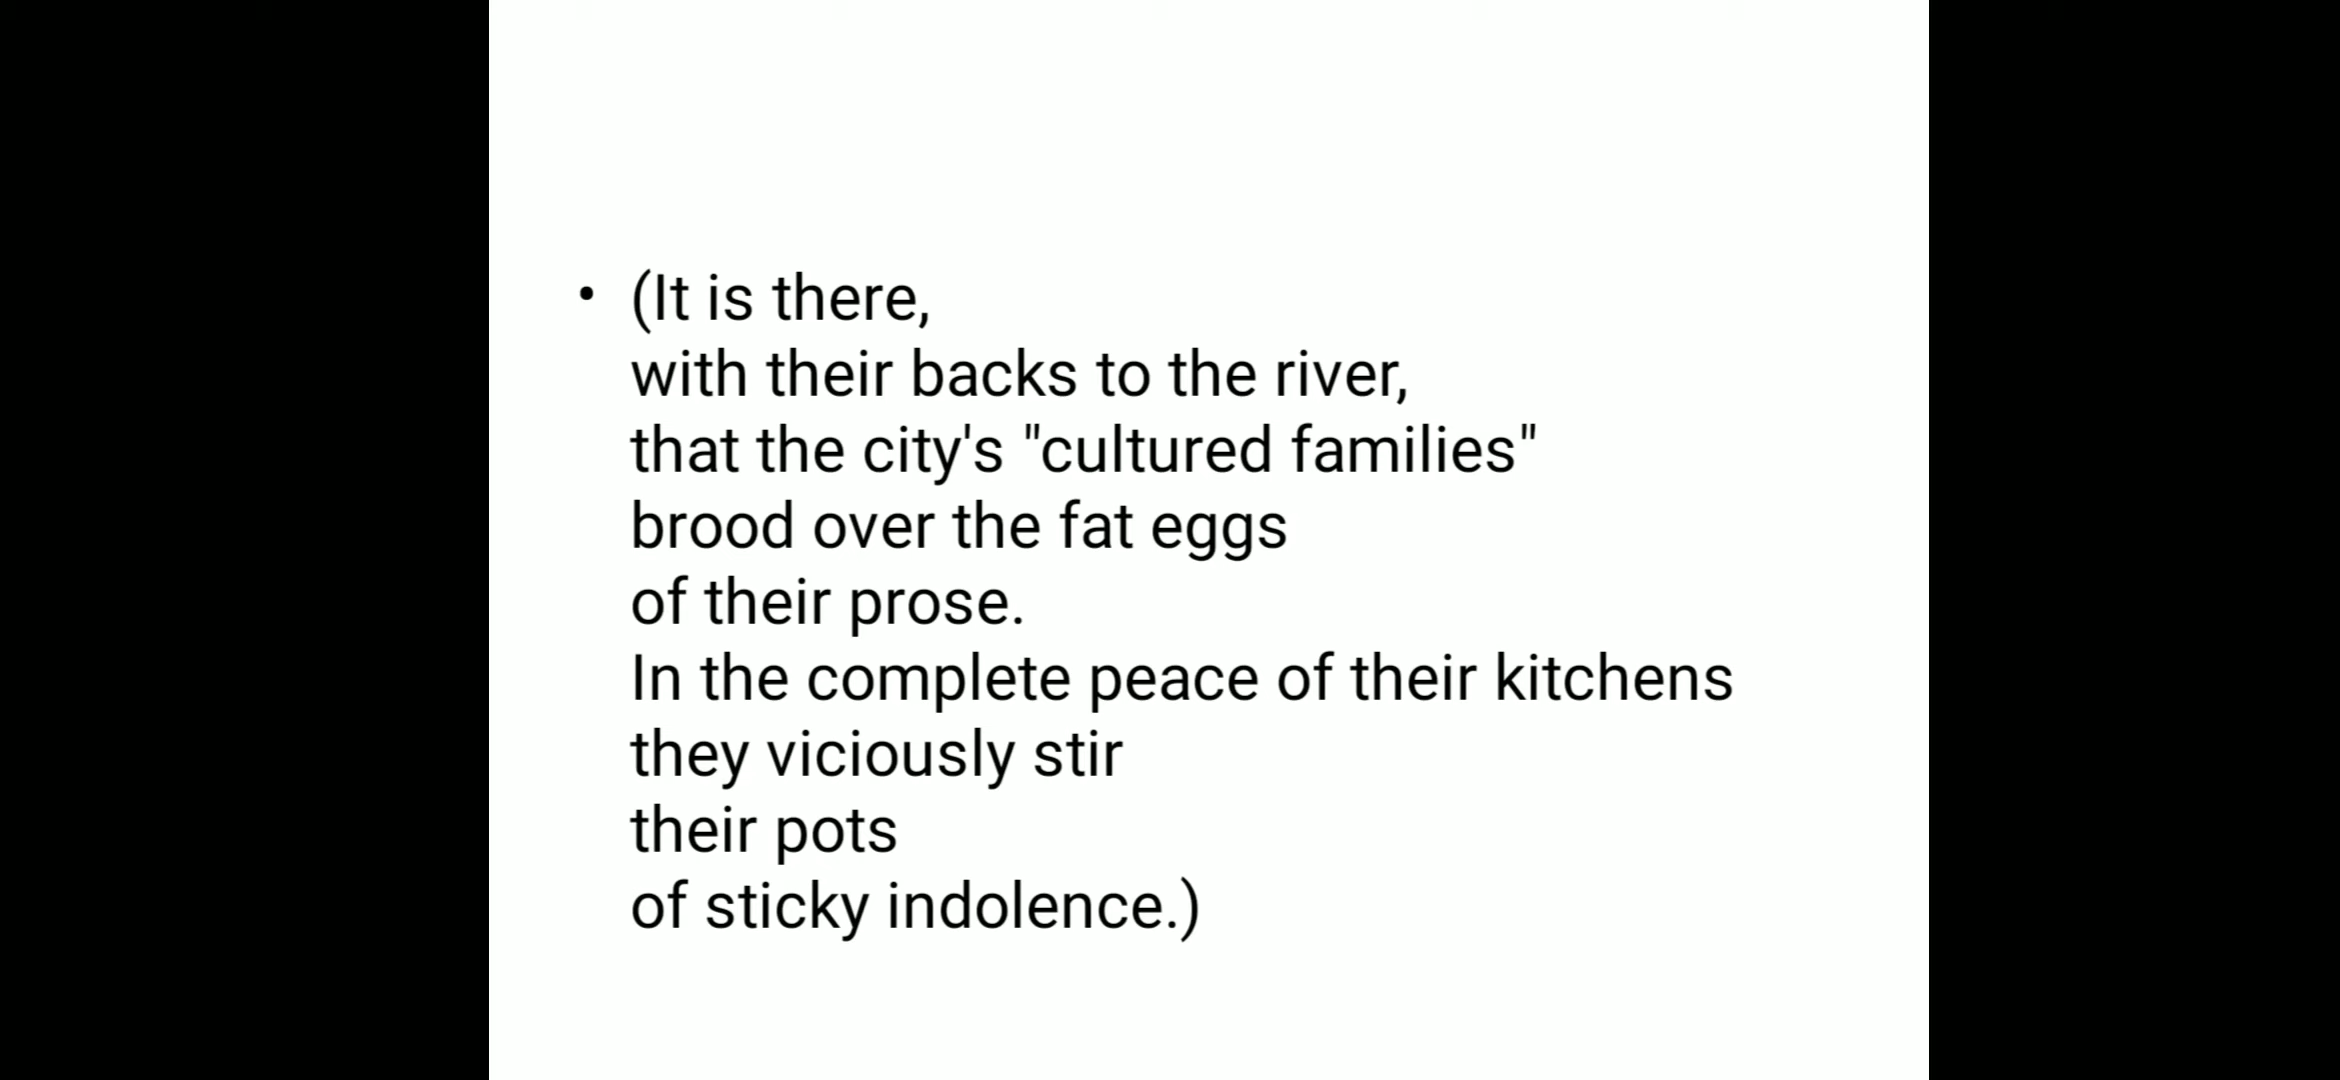 • (It is there,
with their backs to the river,
that the city's "cultured families"
brood over the fat eggs
of their prose.
In the complete peace of their kitchens
they viciously stir
their pots
of sticky indolence.)